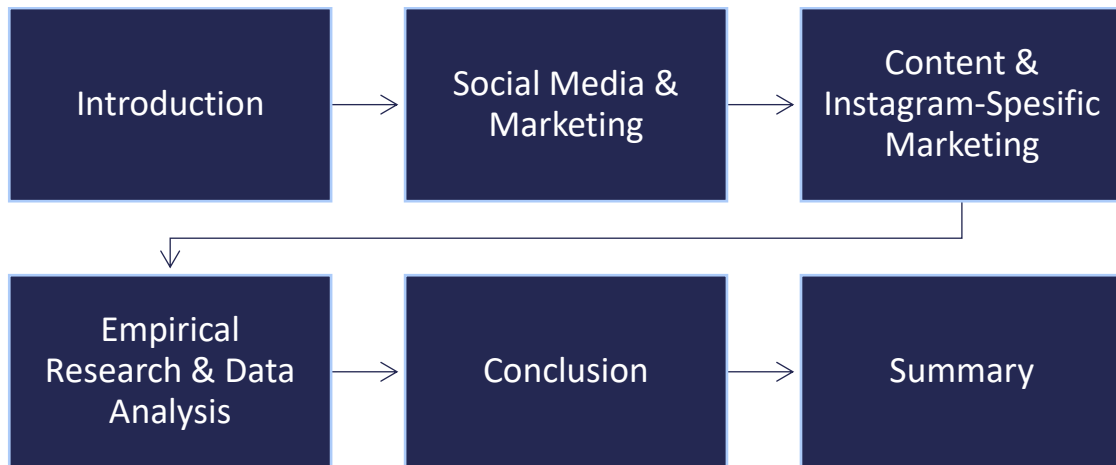 Introduction
Social Media &
Marketing
Content &
Instagram-Spesific
Marketing
Empirical
Research & Data
Analysis
Conclusion
Summary